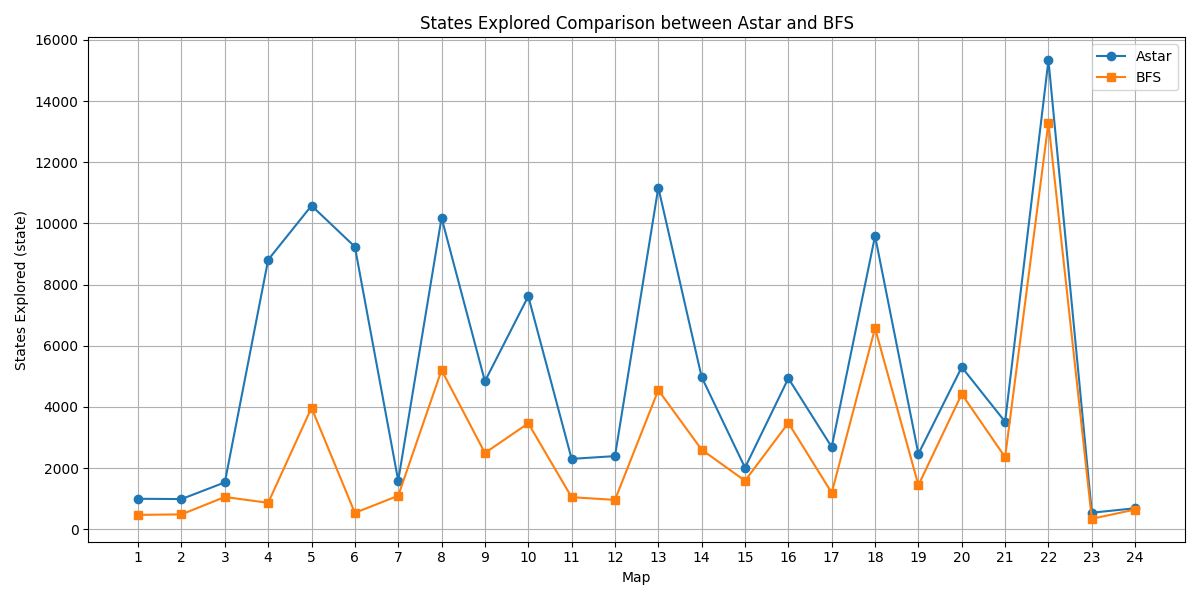 States Explored Comparison between Astar and BFS
16000
14000
12000
10000
8000
6000
4000
2000
0
States Explored (state)
Astar
BFS
1 2 3 4 5 6 7 8 9 10 11 12 13 14 15 16 17 18 19 20 21 22 23 24
Map